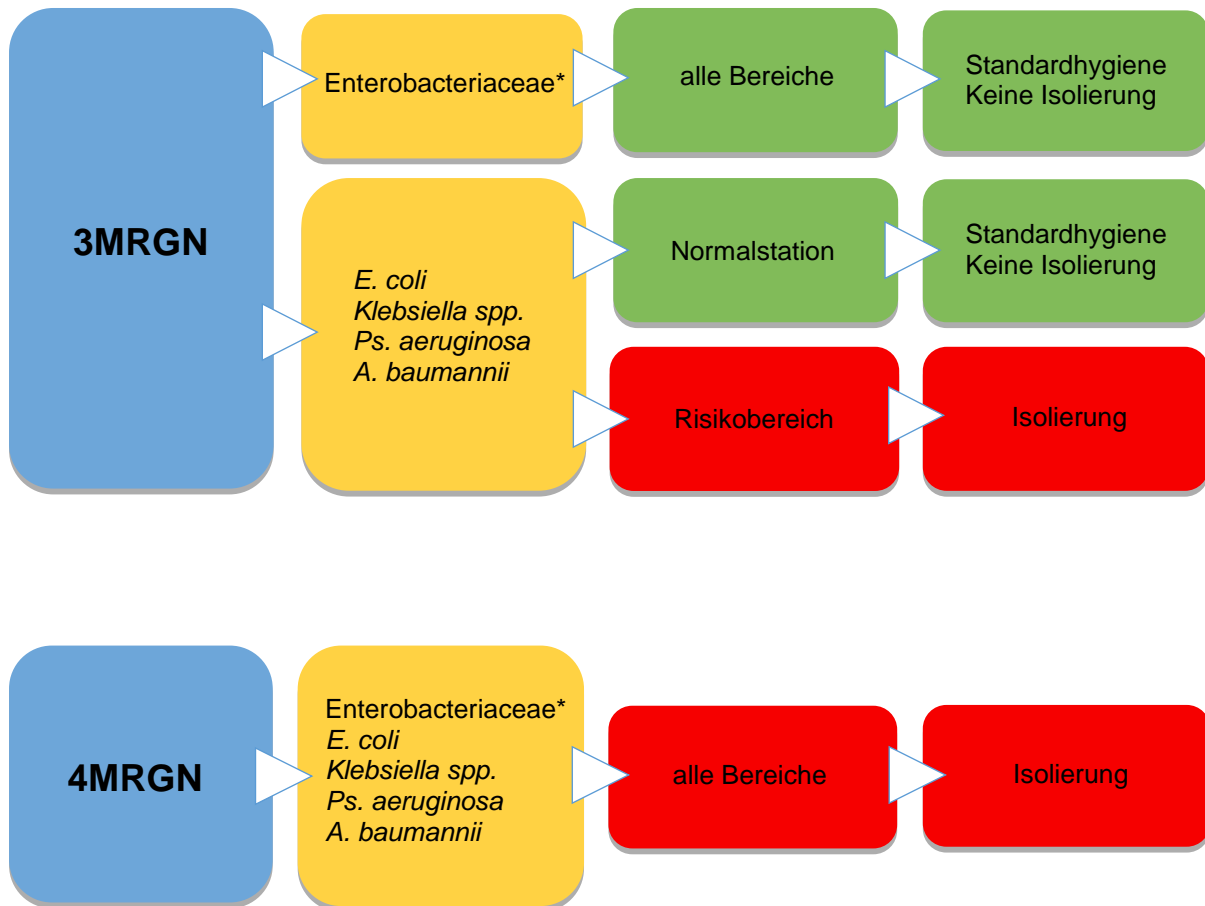 3MRGN
Enterobacteriaceae*
alle Bereiche
Standardhygiene
Keine Isolierung
E. coli
Klebsiella spp.
Ps. aeruginosa
A. baumannii
Normalstation
Standardhygiene
Keine Isolierung
Risikobereich
Isolierung
4MRGN
Enterobacteriaceae*
E. coli
Klebsiella spp.
Ps. aeruginosa
A. baumannii
alle Bereiche
Isolierung